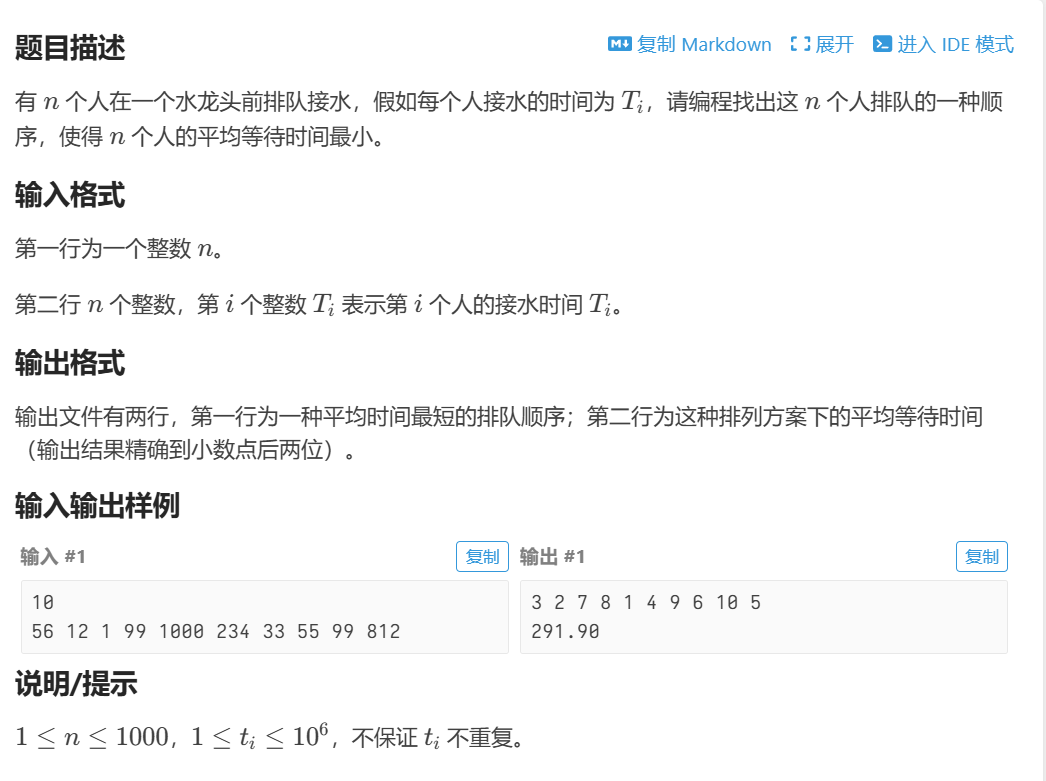 题目描述
复制 Markdown 展开 进入 IDE 模式
有 n 个人在一个水龙头前排队接水，假如每个人接水的时间为 Tᵢ，请编程找出这 n 个人排队的一种顺
序，使得 n 个人的平均等待时间最小。
输入格式
第一行为一个整数 n。
第二行 n 个整数，第 i 个整数 Tᵢ 表示第 i 个人的接水时间 Tᵢ。
输出格式
输出文件有两行，第一行为一种平均时间最短的排队顺序；第二行为这种排列方案下的平均等待时间
（输出结果精确到小数点后两位）。
输入输出样例
输入 #1 复制
10
56 12 1 99 1000 234 33 55 99 812
输出 #1 复制
3 2 7 8 1 4 9 6 10 5
291.90
说明/提示
1 ≤ n ≤ 1000，1 ≤ tᵢ ≤ 10⁶，不保证 tᵢ 不重复。